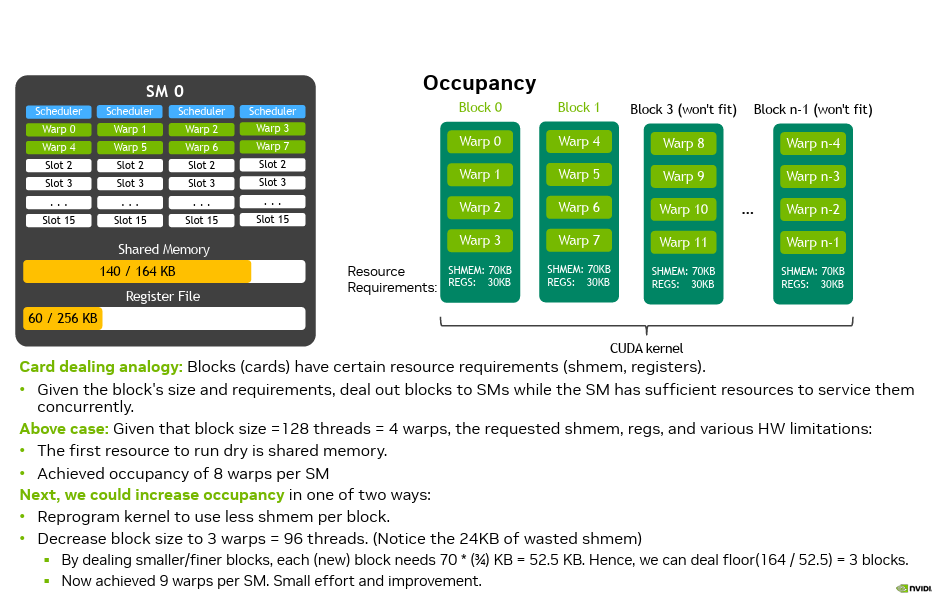 Occupancy
SM 0
Scheduler Scheduler Scheduler Scheduler
Warp 0 Warp 1 Warp 2 Warp 3
Warp 4 Warp 5 Warp 6 Warp 7
Slot 2 Slot 2 Slot 2 Slot 2
Slot 3 Slot 3 Slot 3 Slot 3
. . . . . . . . . . . .
Slot 15 Slot 15 Slot 15 Slot 15
Shared Memory
140 / 164 KB
Register File
60 / 256 KB
Block 0 Block 1 Block 3 (won't fit) Block n-1 (won't fit)
Warp 0 Warp 4 Warp 8 Warp n-4
Warp 1 Warp 5 Warp 9 Warp n-3
Warp 2 Warp 6 Warp 10 ... Warp n-2
Warp 3 Warp 7 Warp 11 Warp n-1
Resource
Requirements:
SHMEM: 70KB SHMEM: 70KB SHMEM: 70KB SHMEM: 70KB
REGS: 30KB REGS: 30KB REGS: 30KB REGS: 30KB
CUDA kernel
Card dealing analogy: Blocks (cards) have certain resource requirements (shmem, registers).
• Given the block's size and requirements, deal out blocks to SMs while the SM has sufficient resources to service them
concurrently.
Above case: Given that block size =128 threads = 4 warps, the requested shmem, regs, and various HW limitations:
• The first resource to run dry is shared memory.
• Achieved occupancy of 8 warps per SM
Next, we could increase occupancy in one of two ways:
• Reprogram kernel to use less shmem per block.
• Decrease block size to 3 warps = 96 threads. (Notice the 24KB of wasted shmem)
▪ By dealing smaller/finer blocks, each (new) block needs 70 * (¾) KB = 52.5 KB. Hence, we can deal floor(164 / 52.5) = 3 blocks.
▪ Now achieved 9 warps per SM. Small effort and improvement.
NVIDIA